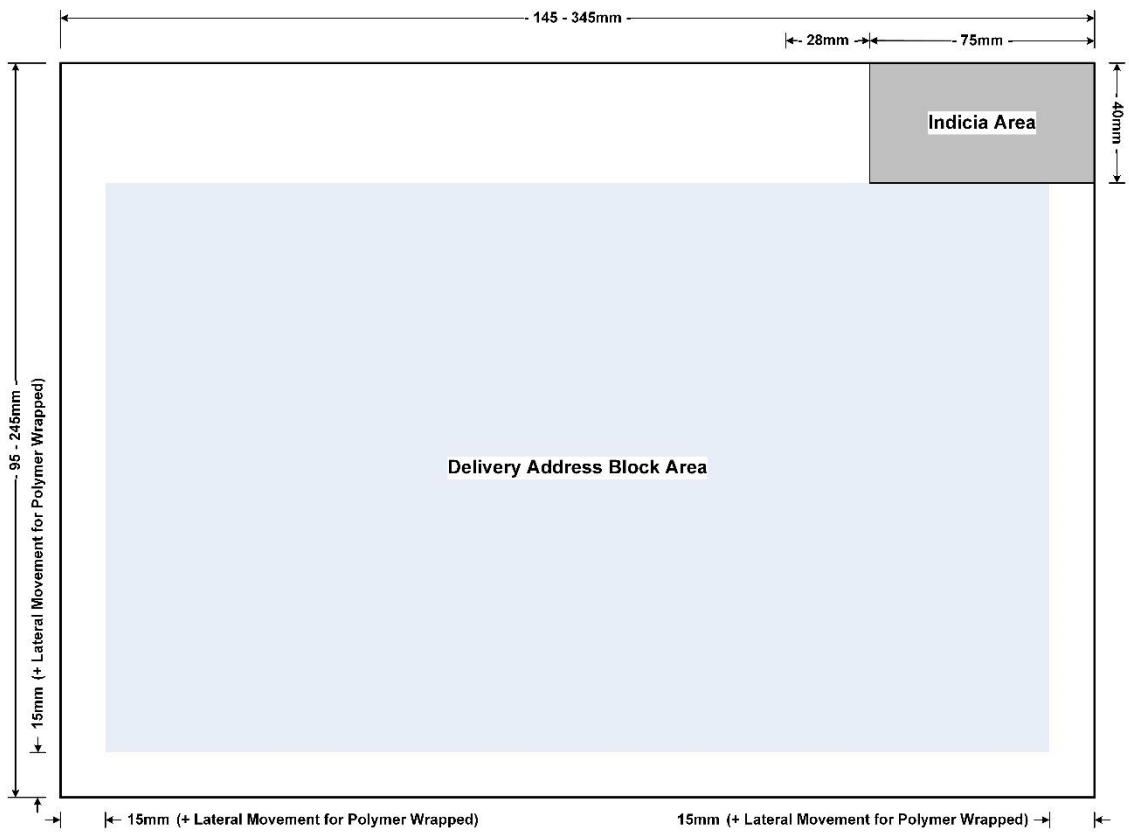 - 145 - 345mm -
- 28mm -
- 75mm -
Indicia Area
- 40mm -
- 95 - 245mm -
15mm (+ Lateral Movement for Polymer Wrapped)
Delivery Address Block Area
15mm (+ Lateral Movement for Polymer Wrapped)
15mm (+ Lateral Movement for Polymer Wrapped)